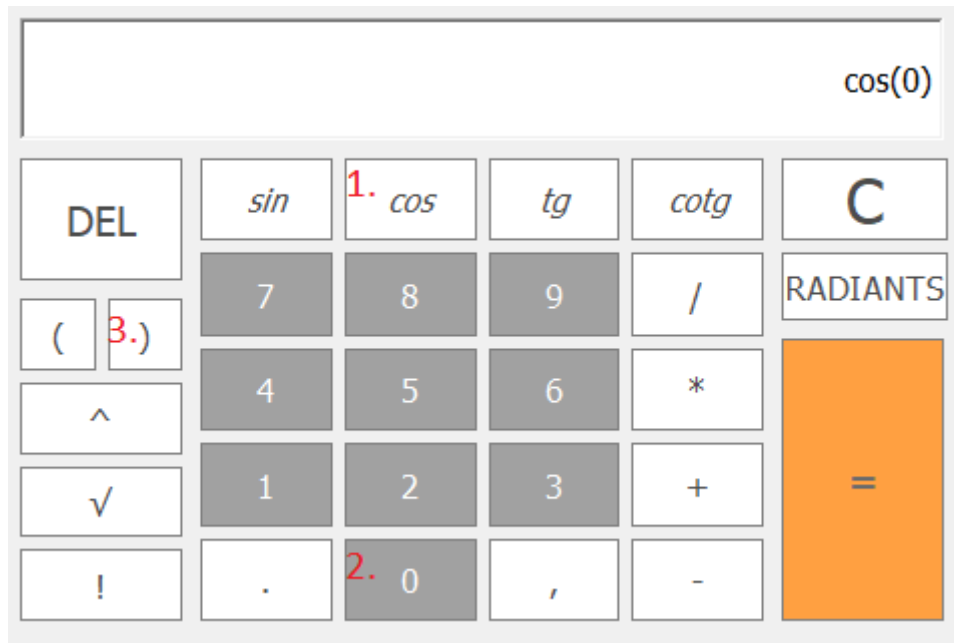 cos(0)
DEL sin 1. cos tg cotg C
7 8 9 / RADIANTS
( 3.)
4 5 6 *
^
1 2 3 + =
√
! . 2. 0 , -